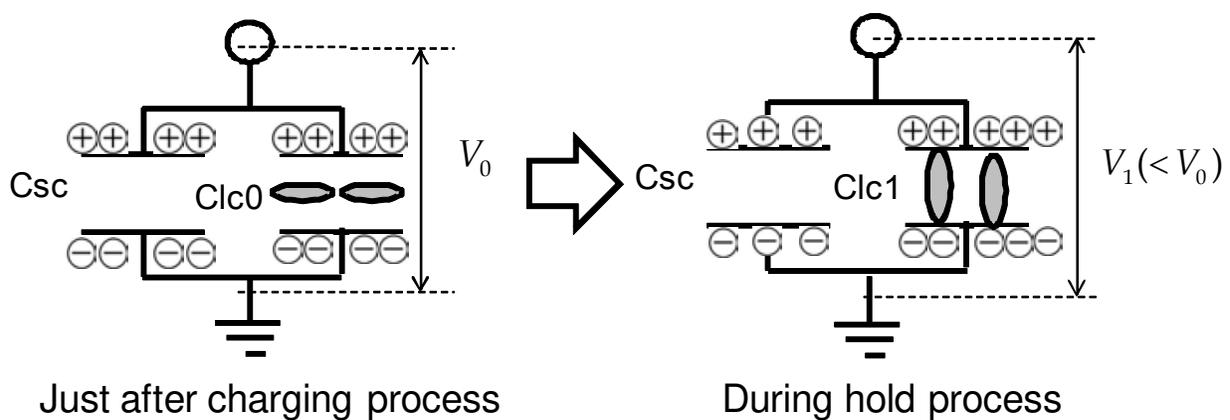 V₀
Csc
Clc0
Just after charging process
V₁(< V₀)
Csc
Clc1
During hold process